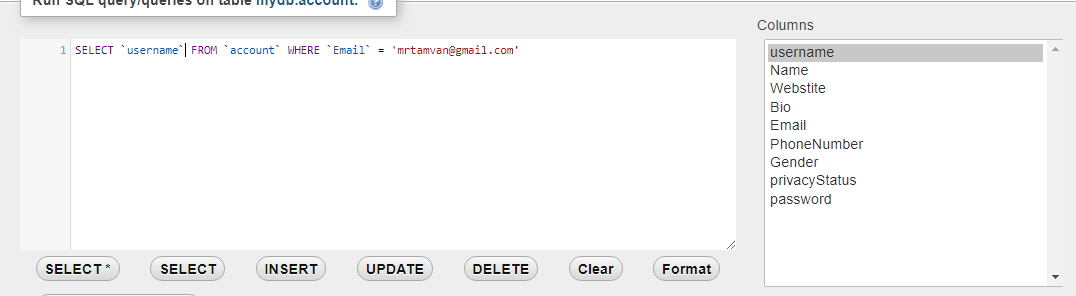 Run SQL query/queries on table mydb.account:
Columns
1 SELECT `username` FROM `account` WHERE `Email` = 'mrtamvan@gmail.com'
username
Name
Webstite
Bio
Email
PhoneNumber
Gender
privacyStatus
password
SELECT * SELECT INSERT UPDATE DELETE Clear Format